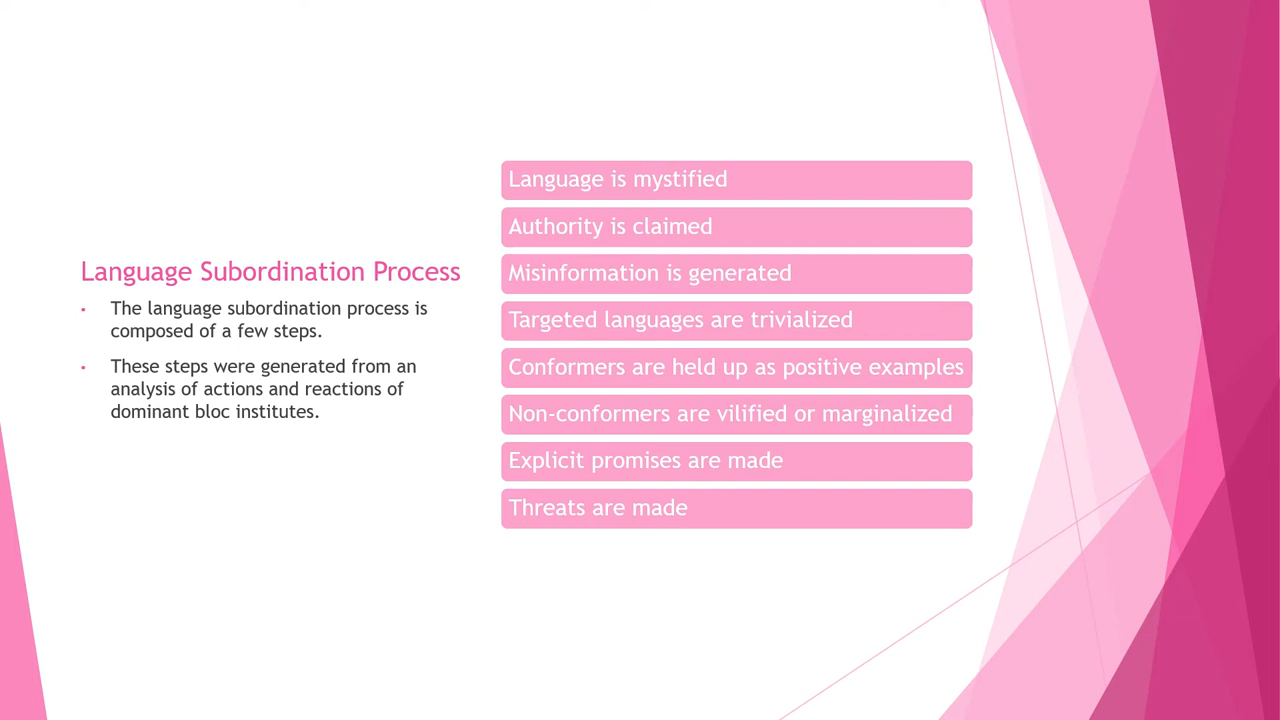 Language Subordination Process
• The language subordination process is
composed of a few steps.
• These steps were generated from an
analysis of actions and reactions of
dominant bloc institutes.
Language is mystified
Authority is claimed
Misinformation is generated
Targeted languages are trivialized
Conformers are held up as positive examples
Non-conformers are vilified or marginalized
Explicit promises are made
Threats are made